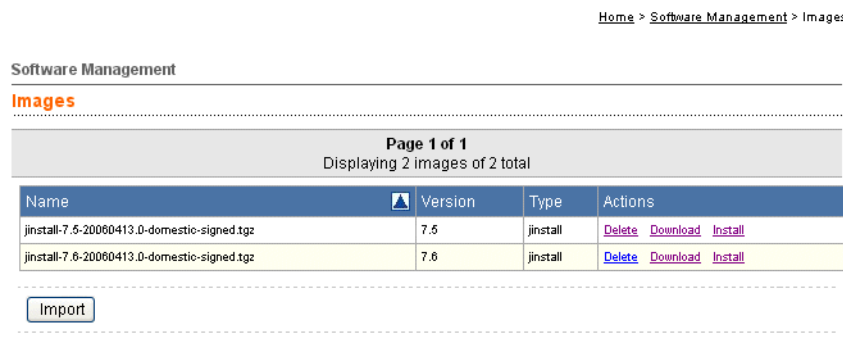 Home > Software Management > Images
Software Management
Images
Page 1 of 1
Displaying 2 images of 2 total
Name Version Type Actions
jinstall-7.5-20060413.0-domestic-signed.tgz 7.5 jinstall Delete Download Install
jinstall-7.6-20060413.0-domestic-signed.tgz 7.6 jinstall Delete Download Install
Import